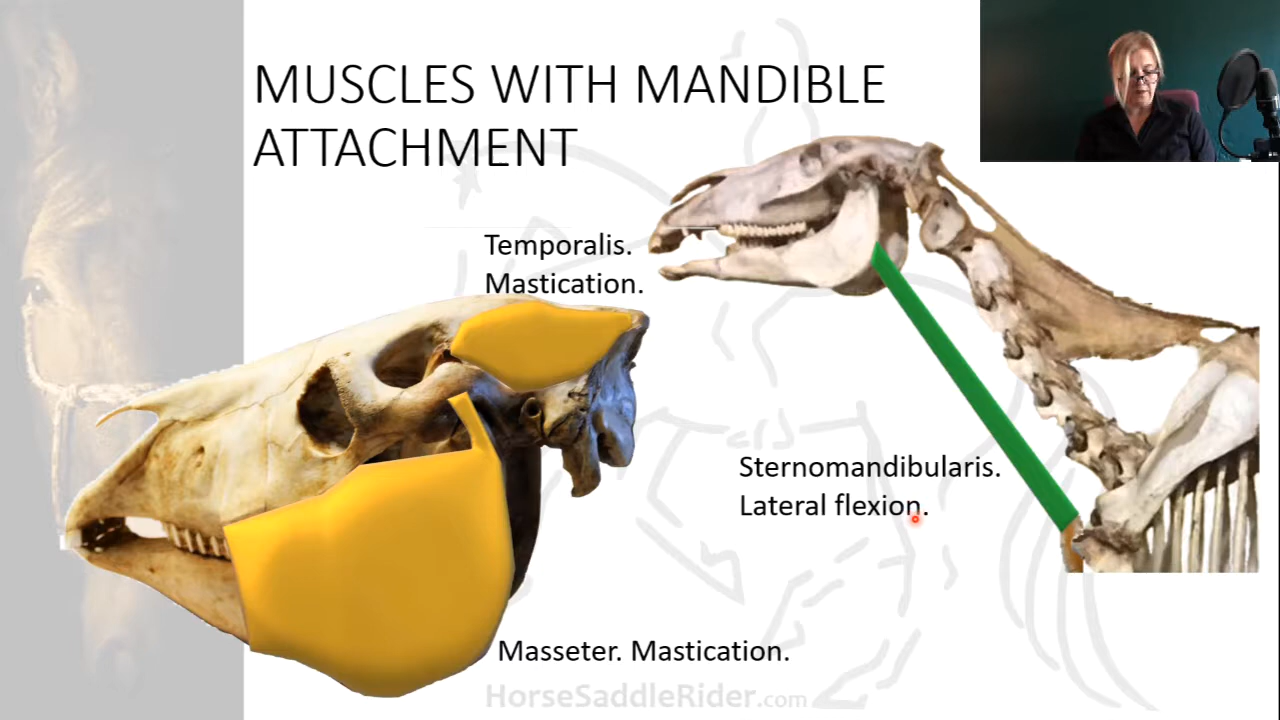 MUSCLES WITH MANDIBLE
ATTACHMENT
Temporalis.
Mastication.
Sternomandibularis.
Lateral flexion.
Masseter. Mastication.
HorseSaddleRider.com